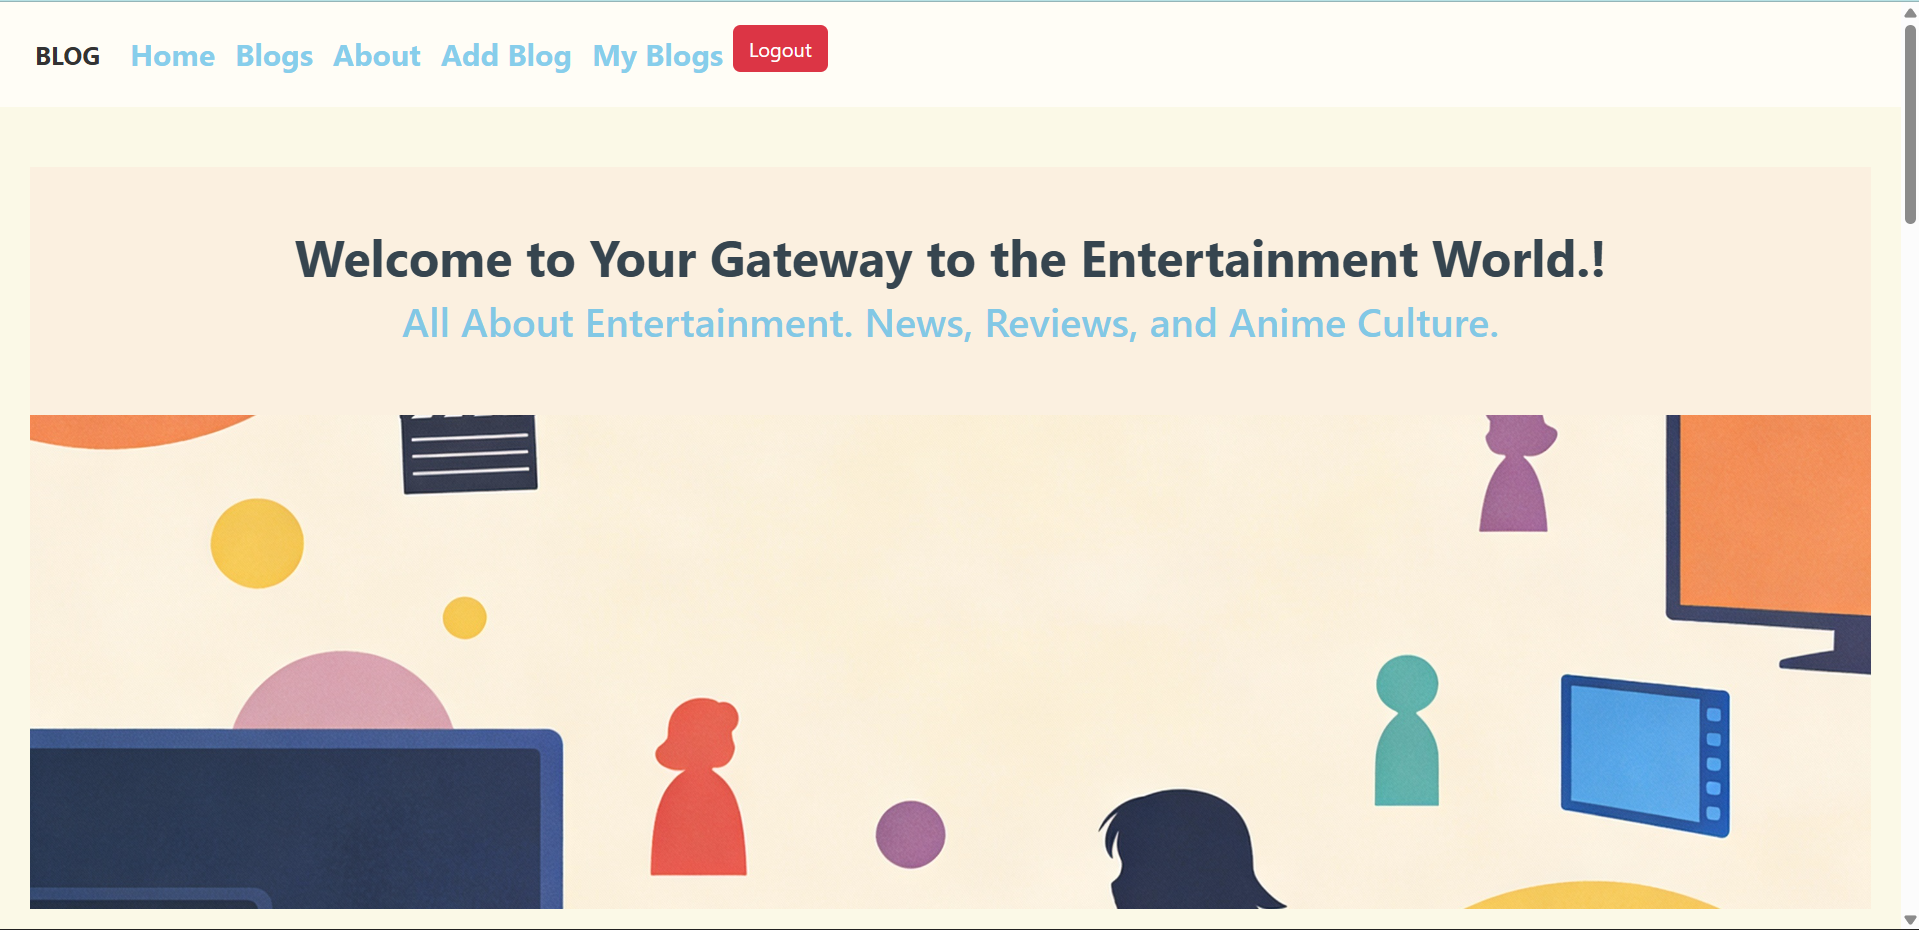 BLOG Home Blogs About Add Blog My Blogs Logout
Welcome to Your Gateway to the Entertainment World.!
All About Entertainment. News, Reviews, and Anime Culture.